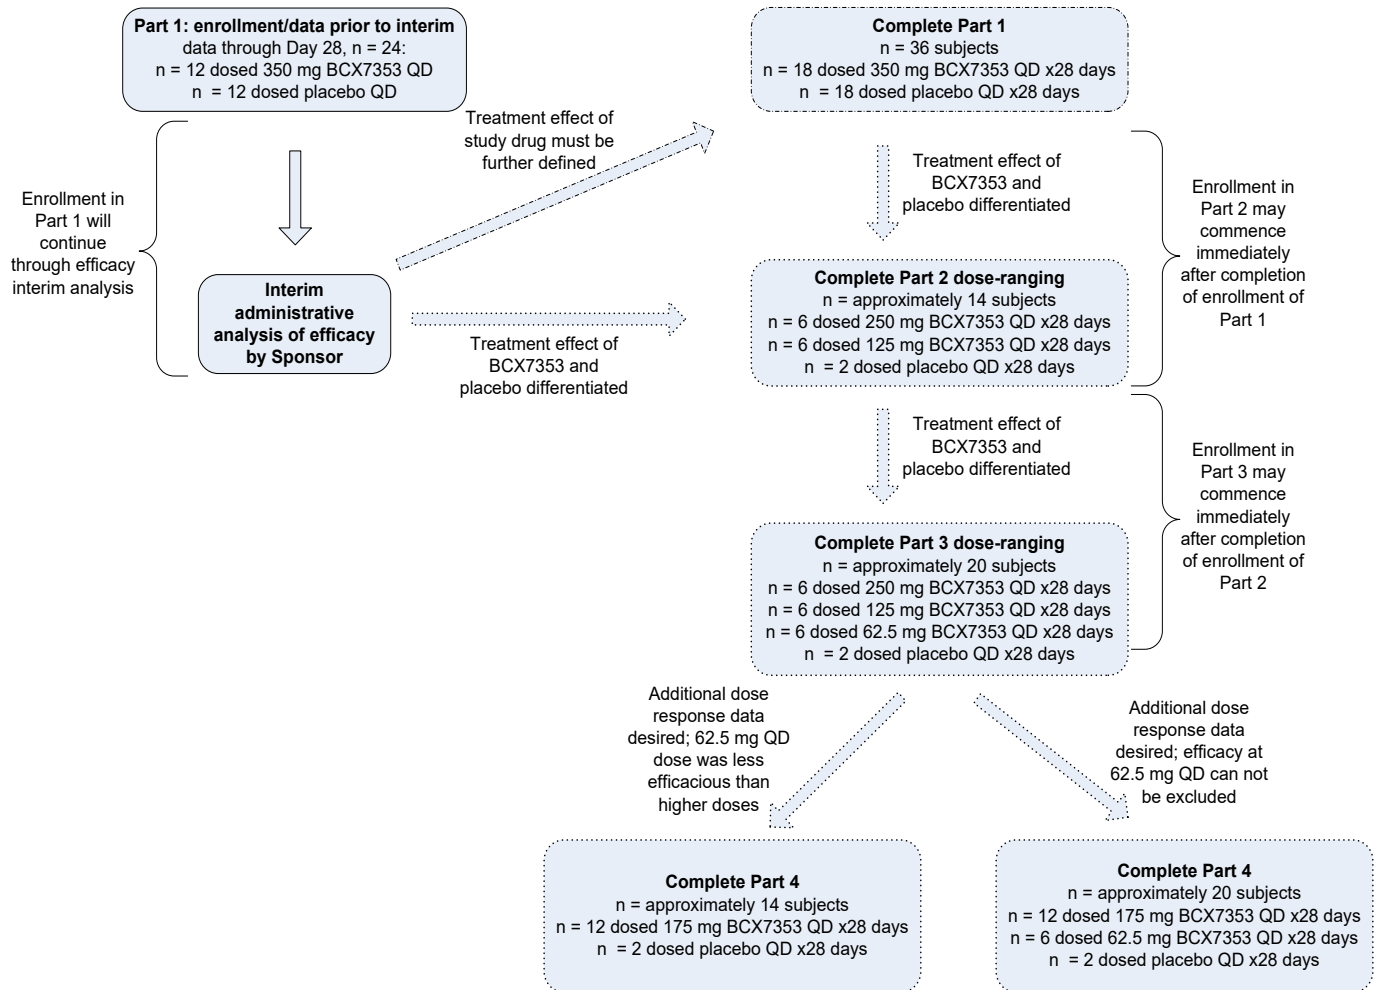 Part 1: enrollment/data prior to interim
data through Day 28, n = 24:
n = 12 dosed 350 mg BCX7353 QD
n = 12 dosed placebo QD
Complete Part 1
n = 36 subjects
n = 18 dosed 350 mg BCX7353 QD x28 days
n = 18 dosed placebo QD x28 days
Treatment effect of
study drug must be
further defined
Enrollment in
Part 1 will
continue
through efficacy
interim analysis
Treatment effect of
BCX7353 and
placebo differentiated
Enrollment in
Part 2 may
commence
immediately
after completion
of enrollment of
Part 1
Interim
administrative
analysis of efficacy
by Sponsor
Treatment effect of
BCX7353 and
placebo differentiated
Complete Part 2 dose-ranging
n = approximately 14 subjects
n = 6 dosed 250 mg BCX7353 QD x28 days
n = 6 dosed 125 mg BCX7353 QD x28 days
n = 2 dosed placebo QD x28 days
Treatment effect of
BCX7353 and
placebo differentiated
Enrollment in
Part 3 may
commence
immediately
after completion
of enrollment of
Part 2
Complete Part 3 dose-ranging
n = approximately 20 subjects
n = 6 dosed 250 mg BCX7353 QD x28 days
n = 6 dosed 125 mg BCX7353 QD x28 days
n = 6 dosed 62.5 mg BCX7353 QD x28 days
n = 2 dosed placebo QD x28 days
Additional dose
response data
desired; 62.5 mg QD
dose was less
efficacious than
higher doses
Additional dose
response data
desired; efficacy at
62.5 mg QD can not
be excluded
Complete Part 4
n = approximately 14 subjects
n = 12 dosed 175 mg BCX7353 QD x28 days
n = 2 dosed placebo QD x28 days
Complete Part 4
n = approximately 20 subjects
n = 12 dosed 175 mg BCX7353 QD x28 days
n = 6 dosed 62.5 mg BCX7353 QD x28 days
n = 2 dosed placebo QD x28 days